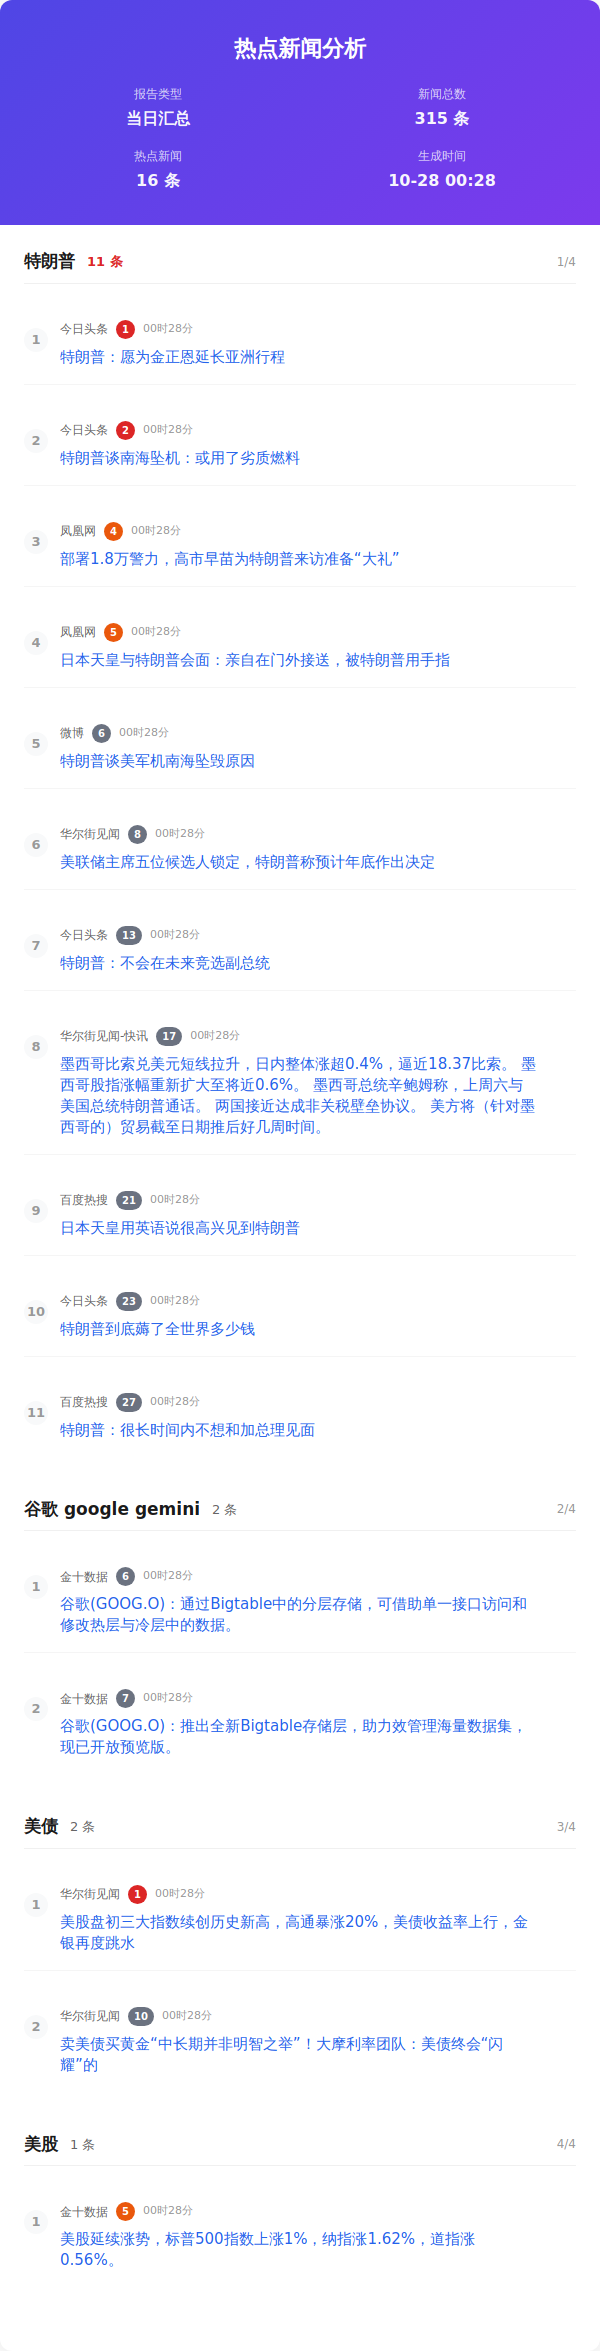 热点新闻分析
报告类型
当日汇总
新闻总数
315 条
热点新闻
16 条
生成时间
10-28 00:28
特朗普 11 条 1/4
1 今日头条 1 00时28分
特朗普：愿为金正恩延长亚洲行程
2 今日头条 2 00时28分
特朗普谈南海坠机：或用了劣质燃料
3 凤凰网 4 00时28分
部署1.8万警力，高市早苗为特朗普来访准备“大礼”
4 凤凰网 5 00时28分
日本天皇与特朗普会面：亲自在门外接送，被特朗普用手指
5 微博 6 00时28分
特朗普谈美军机南海坠毁原因
6 华尔街见闻 8 00时28分
美联储主席五位候选人锁定，特朗普称预计年底作出决定
7 今日头条 13 00时28分
特朗普：不会在未来竞选副总统
8 华尔街见闻-快讯 17 00时28分
墨西哥比索兑美元短线拉升，日内整体涨超0.4%，逼近18.37比索。 墨
西哥股指涨幅重新扩大至将近0.6%。 墨西哥总统辛鲍姆称，上周六与
美国总统特朗普通话。 两国接近达成非关税壁垒协议。 美方将（针对墨
西哥的）贸易截至日期推后好几周时间。
9 百度热搜 21 00时28分
日本天皇用英语说很高兴见到特朗普
10 今日头条 23 00时28分
特朗普到底薅了全世界多少钱
11 百度热搜 27 00时28分
特朗普：很长时间内不想和加总理见面
谷歌 google gemini 2 条 2/4
1 金十数据 6 00时28分
谷歌(GOOG.O)：通过Bigtable中的分层存储，可借助单一接口访问和
修改热层与冷层中的数据。
2 金十数据 7 00时28分
谷歌(GOOG.O)：推出全新Bigtable存储层，助力效管理海量数据集，
现已开放预览版。
美债 2 条 3/4
1 华尔街见闻 1 00时28分
美股盘初三大指数续创历史新高，高通暴涨20%，美债收益率上行，金
银再度跳水
2 华尔街见闻 10 00时28分
卖美债买黄金“中长期并非明智之举”！大摩利率团队：美债终会“闪
耀”的
美股 1 条 4/4
1 金十数据 5 00时28分
美股延续涨势，标普500指数上涨1%，纳指涨1.62%，道指涨
0.56%。